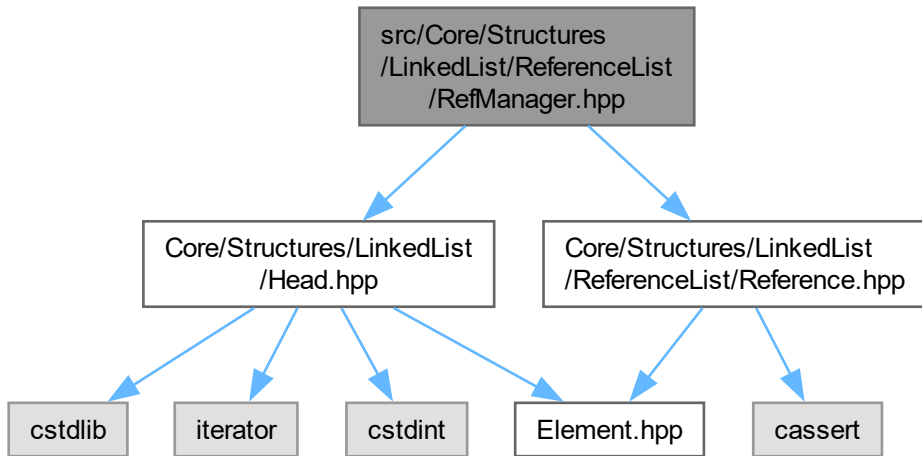 src/Core/Structures
/LinkedList/ReferenceList
/RefManager.hpp
Core/Structures/LinkedList
/Head.hpp
Core/Structures/LinkedList
/ReferenceList/Reference.hpp
cstdlib
iterator
cstdint
Element.hpp
cassert